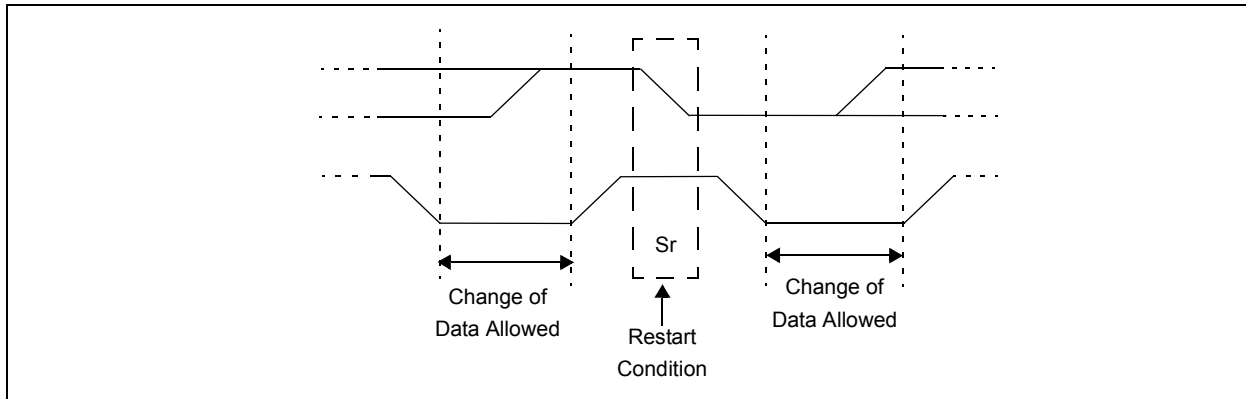 Sr
Change of
Data Allowed
Restart
Condition
Change of
Data Allowed